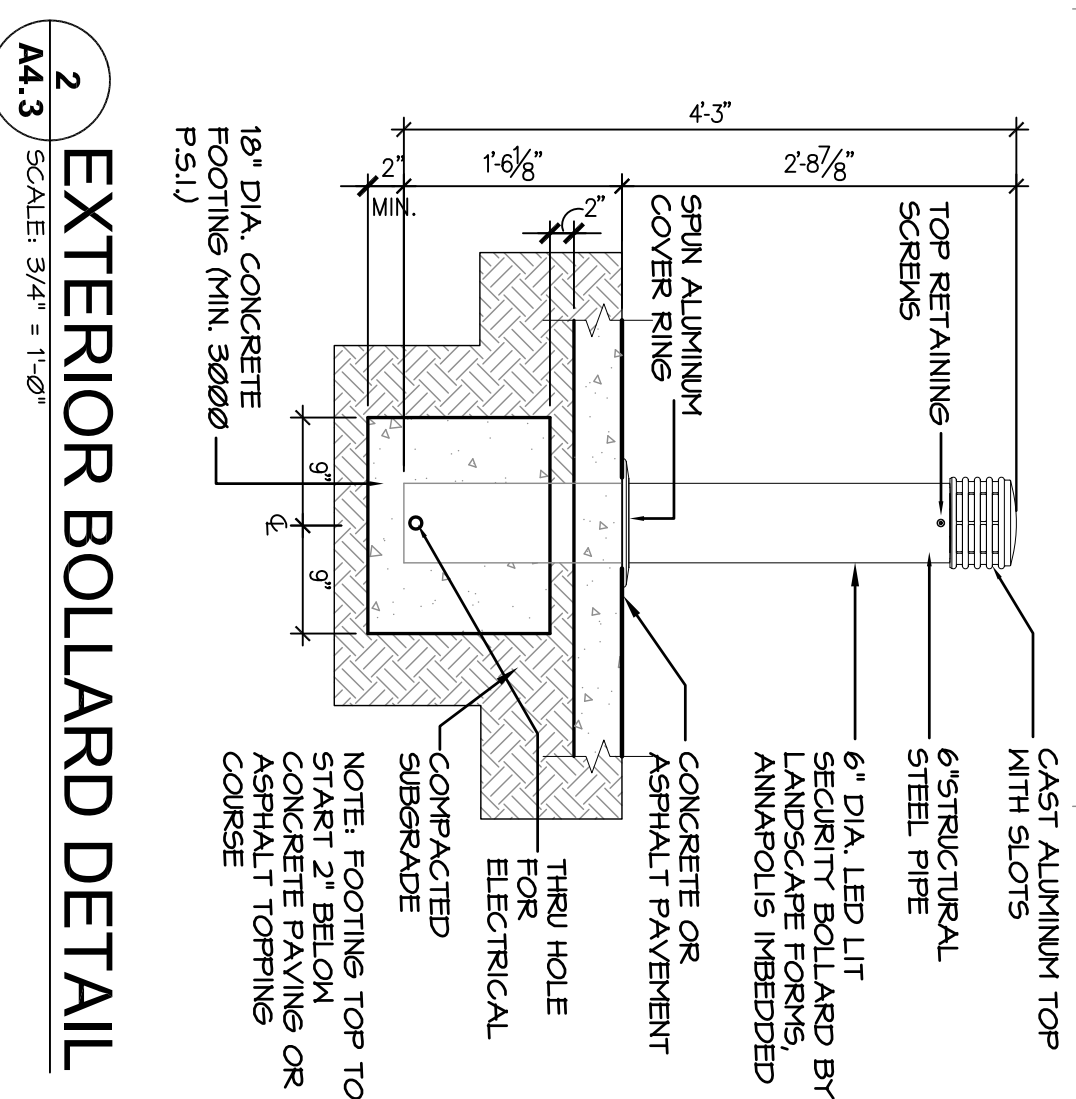 4'-3"
1'-6 1/8"
2'-8 7/8"
2"
MIN.
2"
TOP RETAINING
SCREWS
SPUN ALUMINUM
COVER RING
18" DIA. CONCRETE
FOOTING (MIN. 3000
P.S.I.)
9"
9"
CAST ALUMINUM TOP
WITH SLOTS
6"STRUCTURAL
STEEL PIPE
6" DIA. LED LIT
SECURITY BOLLARD BY
LANDSCAPE FORMS,
ANNAPOLIS IMBEDDED
CONCRETE OR
ASPHALT PAVEMENT
THRU HOLE
FOR
ELECTRICAL
COMPACTED
SUBGRADE
NOTE: FOOTING TOP TO
START 2" BELOW
CONCRETE PAVING OR
ASPHALT TOPPING
COURSE
2
A4.3
EXTERIOR BOLLARD DETAIL
SCALE: 3/4" = 1'-0"